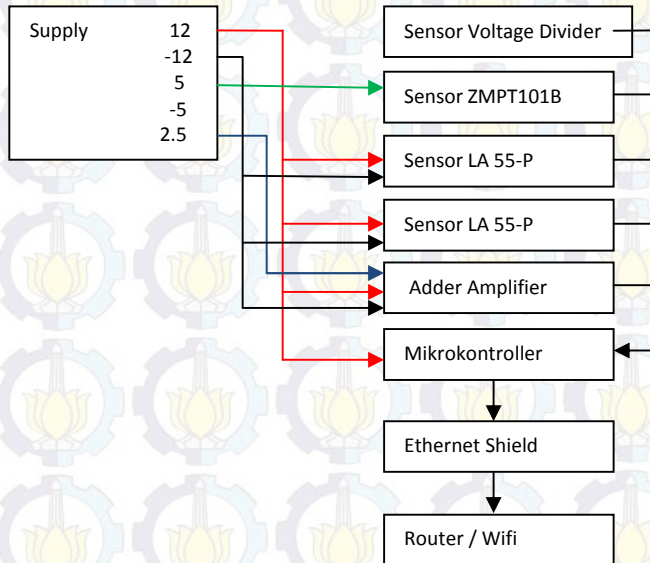 Supply
12
-12
5
-5
2.5
Sensor Voltage Divider
Sensor ZMPT101B
Sensor LA 55-P
Sensor LA 55-P
Adder Amplifier
Mikrokontroller
Ethernet Shield
Router / Wifi